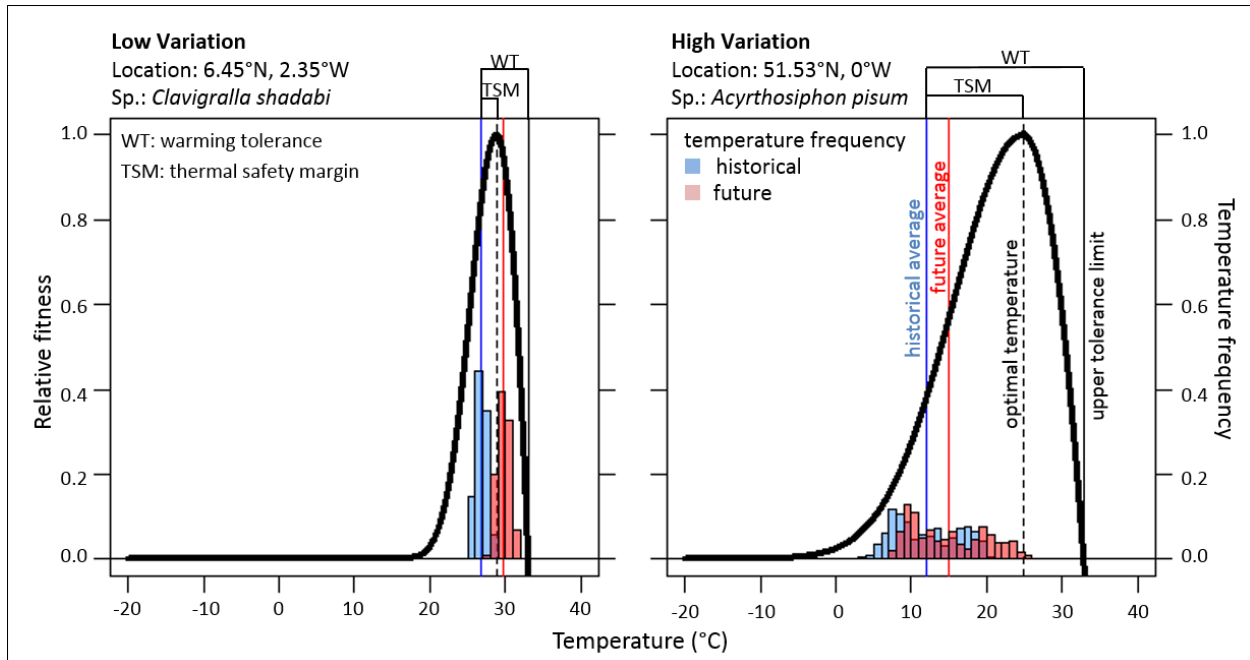 Low Variation
Location: 6.45°N, 2.35°W
Sp.: Clavigralla shadabi
WT
TSM
WT: warming tolerance
TSM: thermal safety margin
Relative fitness
1.0
0.8
0.6
0.4
0.2
0.0
-20
-10
0
10
20
30
40
High Variation
Location: 51.53°N, 0°W
Sp.: Acyrthosiphon pisum
WT
TSM
temperature frequency
historical
future
historical average
future average
optimal temperature
upper tolerance limit
1.0
0.8
0.6
0.4
0.2
0.0
Temperature frequency
-20
-10
0
10
20
30
40
Temperature (°C)